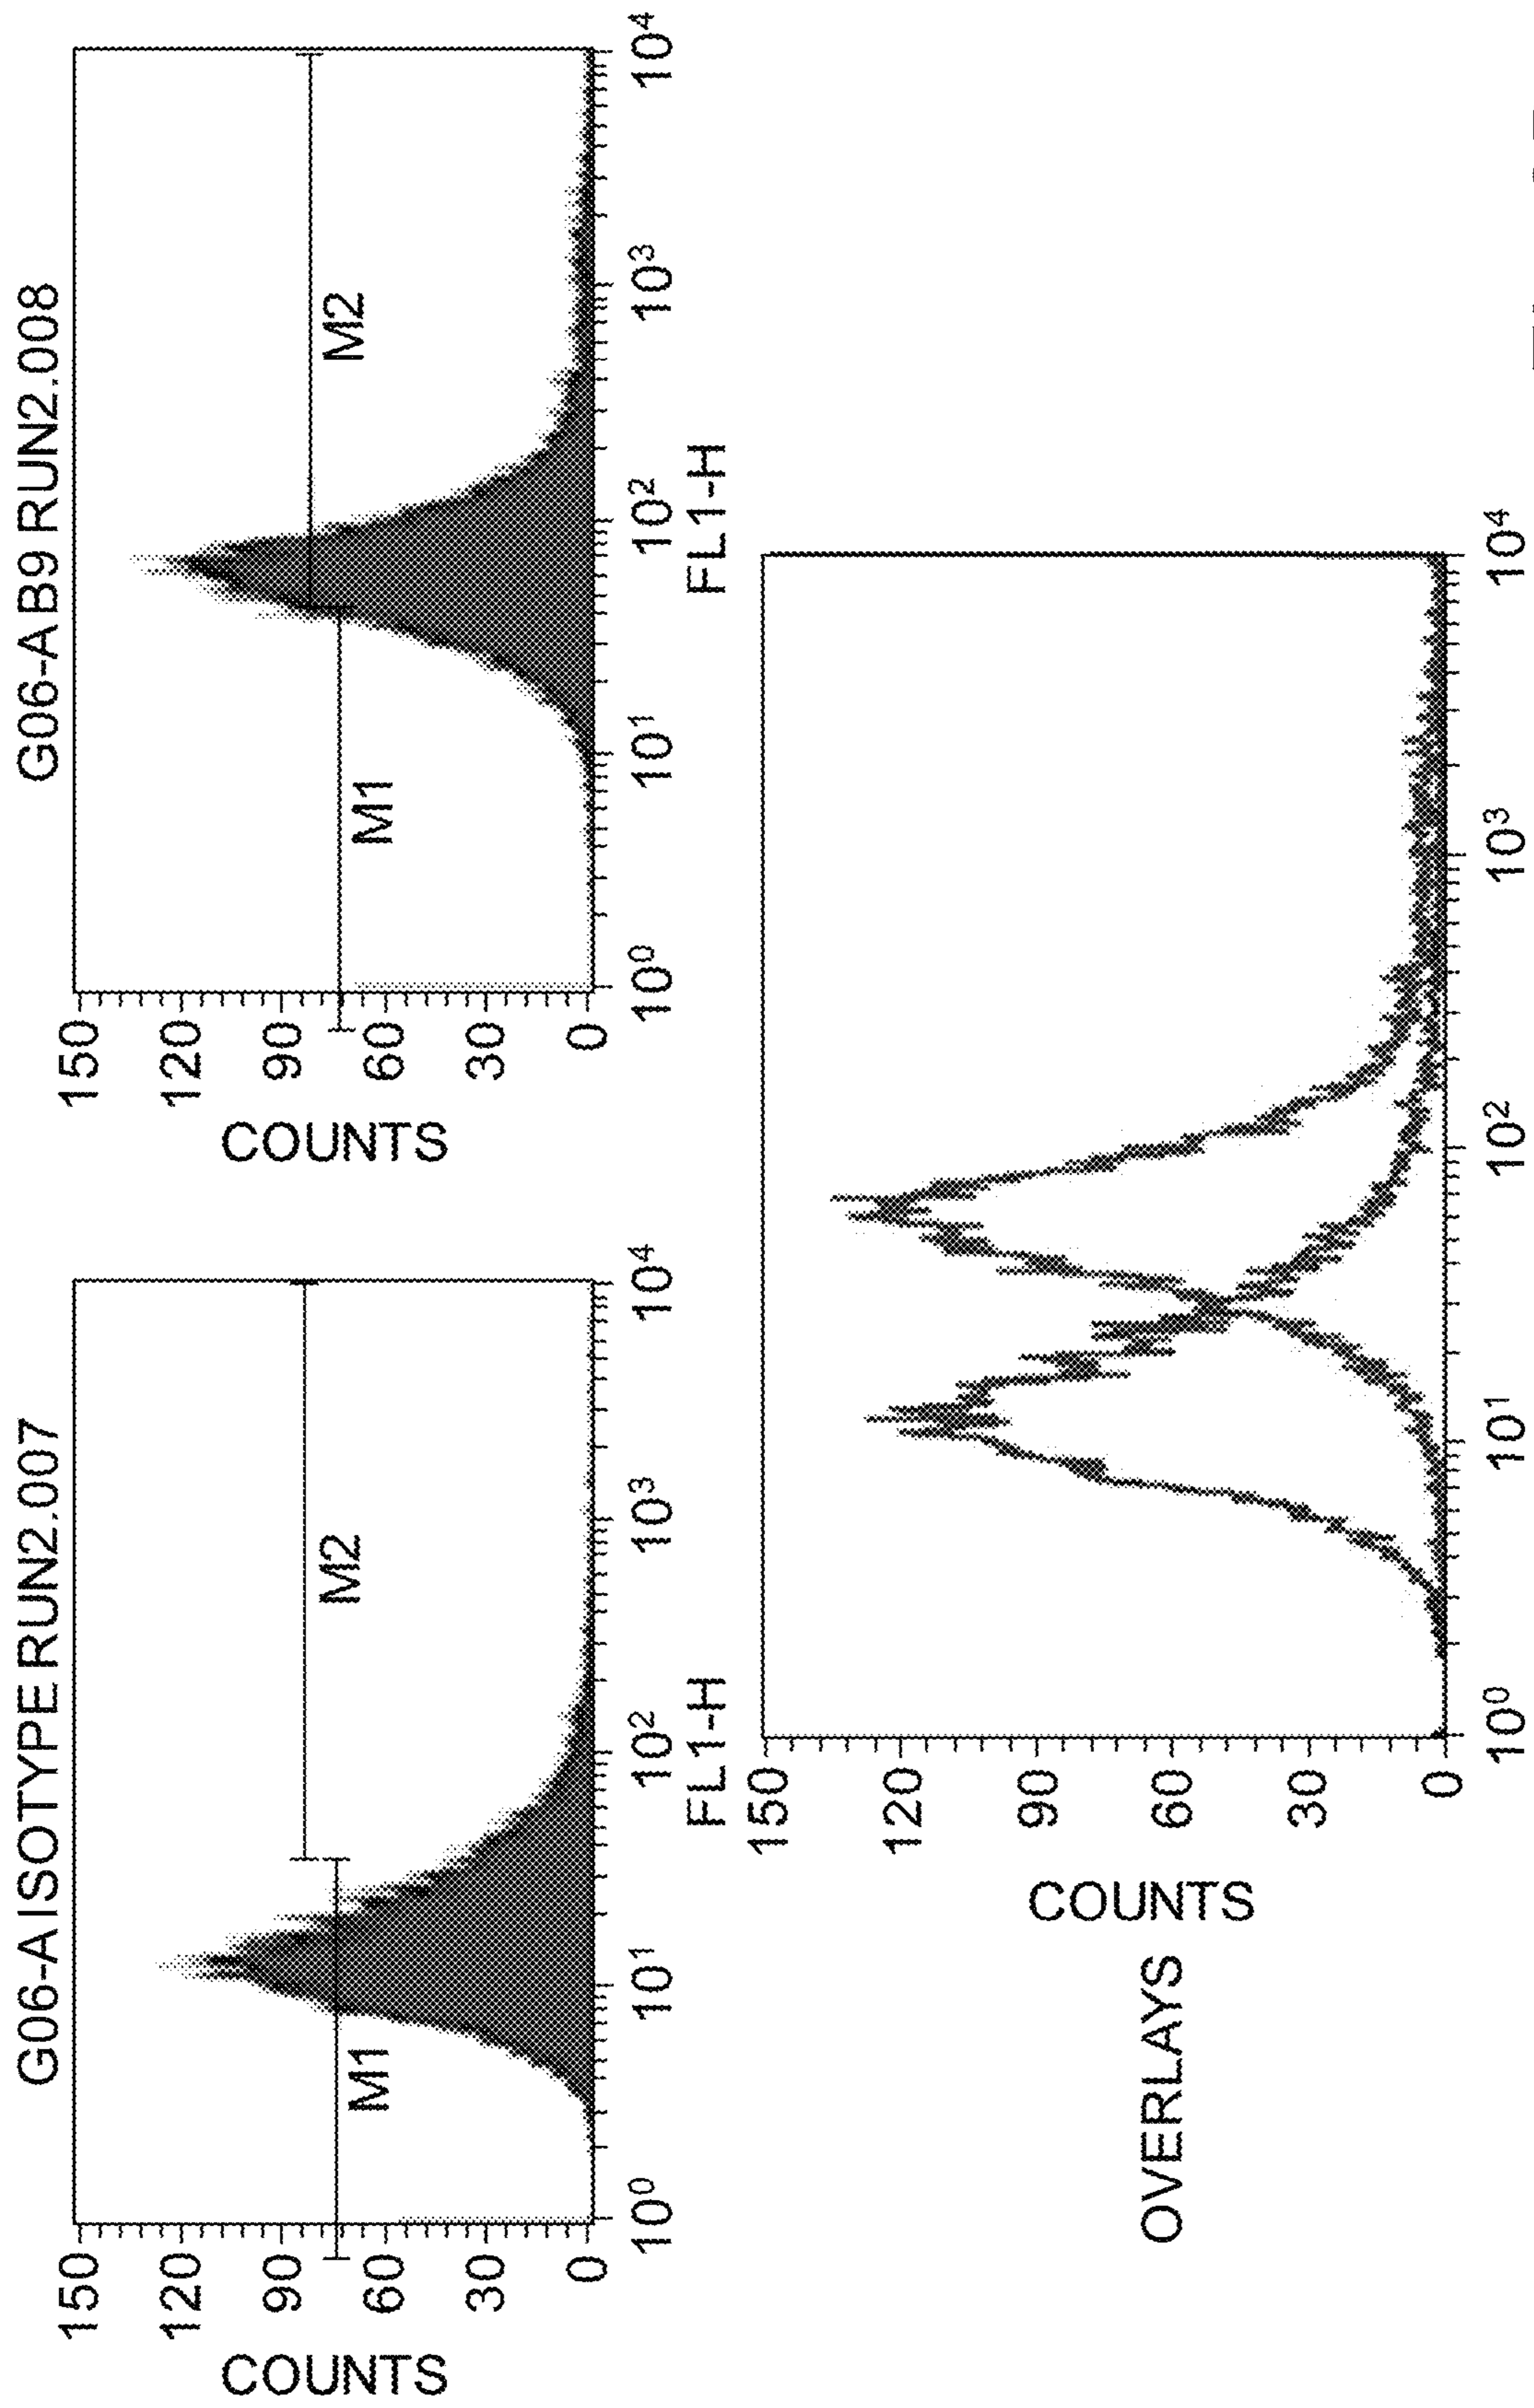 G06-A ISOTYPE RUN2.007
COUNTS
150
120
90
60
30
0
M1
M2
10⁰
10¹
10²
10³
10⁴
FL1-H
G06-A B9 RUN2.008
COUNTS
150
120
90
60
30
0
M1
M2
10⁰
10¹
10²
10³
10⁴
FL1-H
OVERLAYS
COUNTS
150
120
90
60
30
0
10⁰
10¹
10²
10³
10⁴